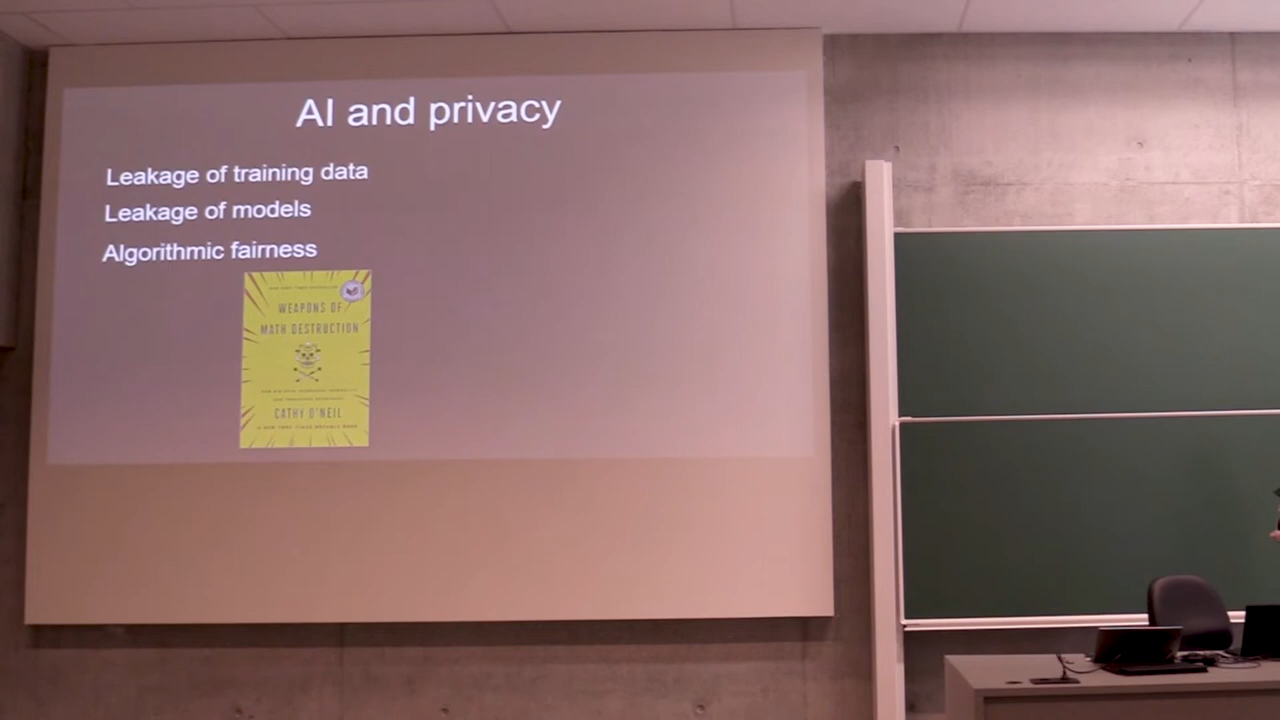 AI and privacy
Leakage of training data
Leakage of models
Algorithmic fairness
WEAPONS OF
MATH DESTRUCTION
CATHY O'NEIL